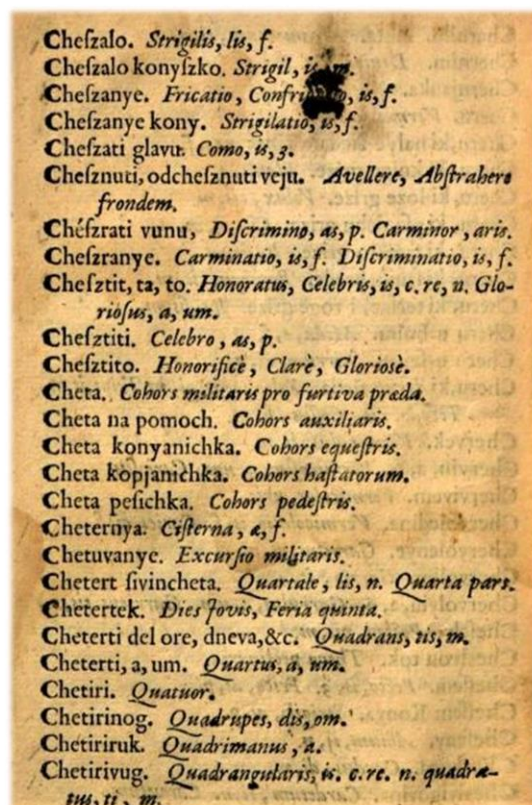 Cheſzalo. Strigilis, lis, f.
Cheſzalo konyſzko. Strigil, is, m.
Cheſzanye. Fricatio, is, f.
Cheſzanye kony. Strigilatio, is, f.
Cheſzati glavu. Como, is, 3.
Cheſznuti, odcheſznuti veju. Avellere, Abſtrahere
frondem.
Chéſzrati vunu, Diſcrimino, as, p. Carminor, aris.
Cheſzranye. Carminatio, is, f. Diſcriminatio, is, f.
Cheſztit, ta, to. Honoratus, Celebris, is, c. re, n. Glo-
rioſus, a, um.
Cheſztiti. Celebro, as, p.
Cheſztito. Honorificè, Clarè, Glorioſè.
Cheta. Cohors militaris pro furtiva præda.
Cheta na pomoch. Cohors auxiliaris.
Cheta konyanichka. Cohors equeſtris.
Cheta kopjanichka. Cohors haſtatorum.
Cheta peſichka. Cohors pedeſtris.
Cheternya. Ciſterna, æ, f.
Chetuvanye. Excurſio militaris.
Chetert ſivincheta. Quartale, lis, n. Quarta pars.
Chetertek. Dies Jovis, Feria quinta.
Cheterti del ore, dneva, &c. Quadrans, tis, m.
Cheterti, a, um. Quartus, a, um.
Chetiri. Quatuor.
Chetirinog. Quadrupes, dis, om.
Chetiriruk. Quadrimanus, a.
Chetirivug. Quadrangularis, is. c. re. n. quadra-
tus, ti, m.